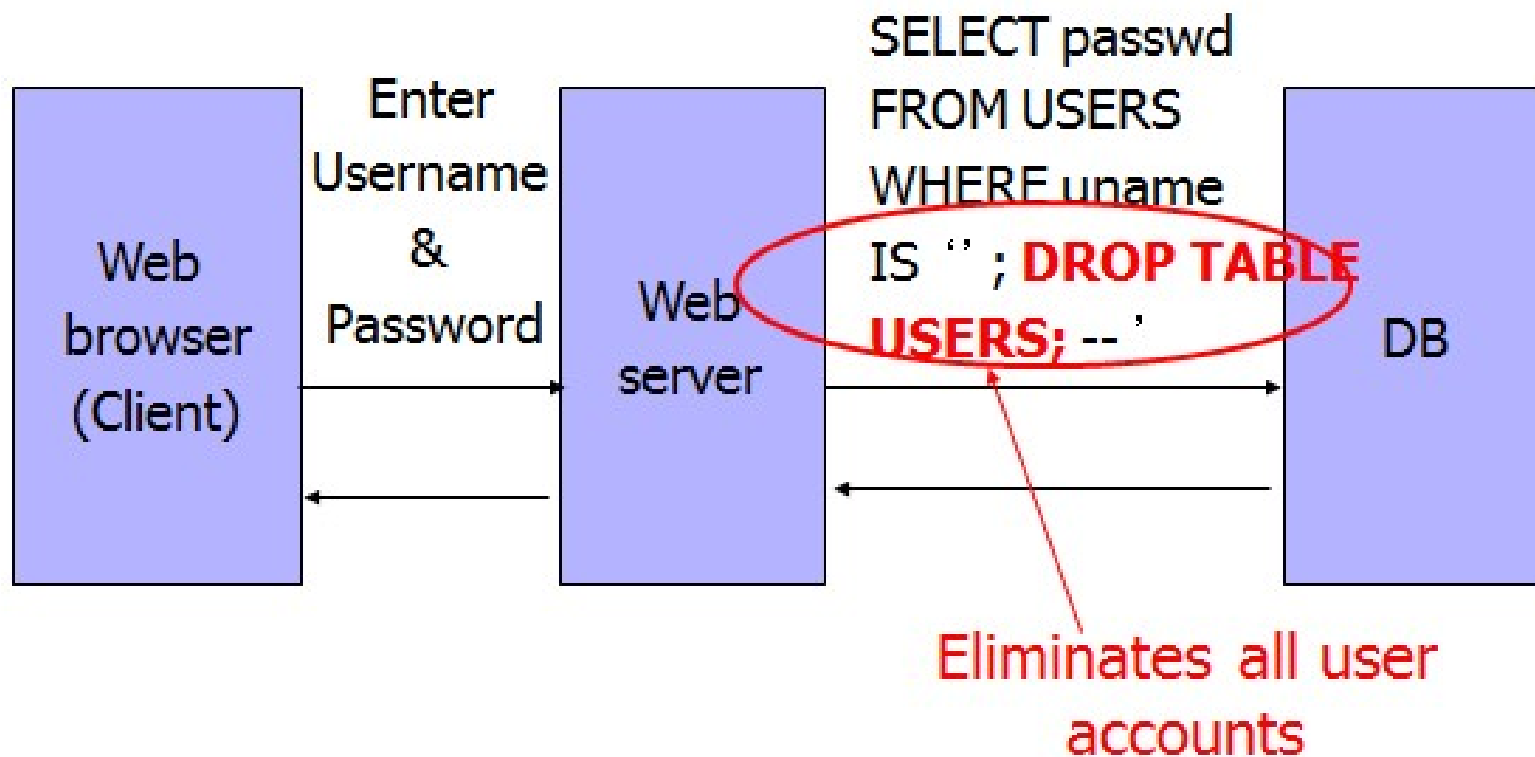 Web
browser
(Client)
Enter
Username
&
Password
Web
server
SELECT passwd
FROM USERS
WHERE uname
IS ‘’ ; DROP TABLE
USERS; -- ’
DB
Eliminates all user
accounts